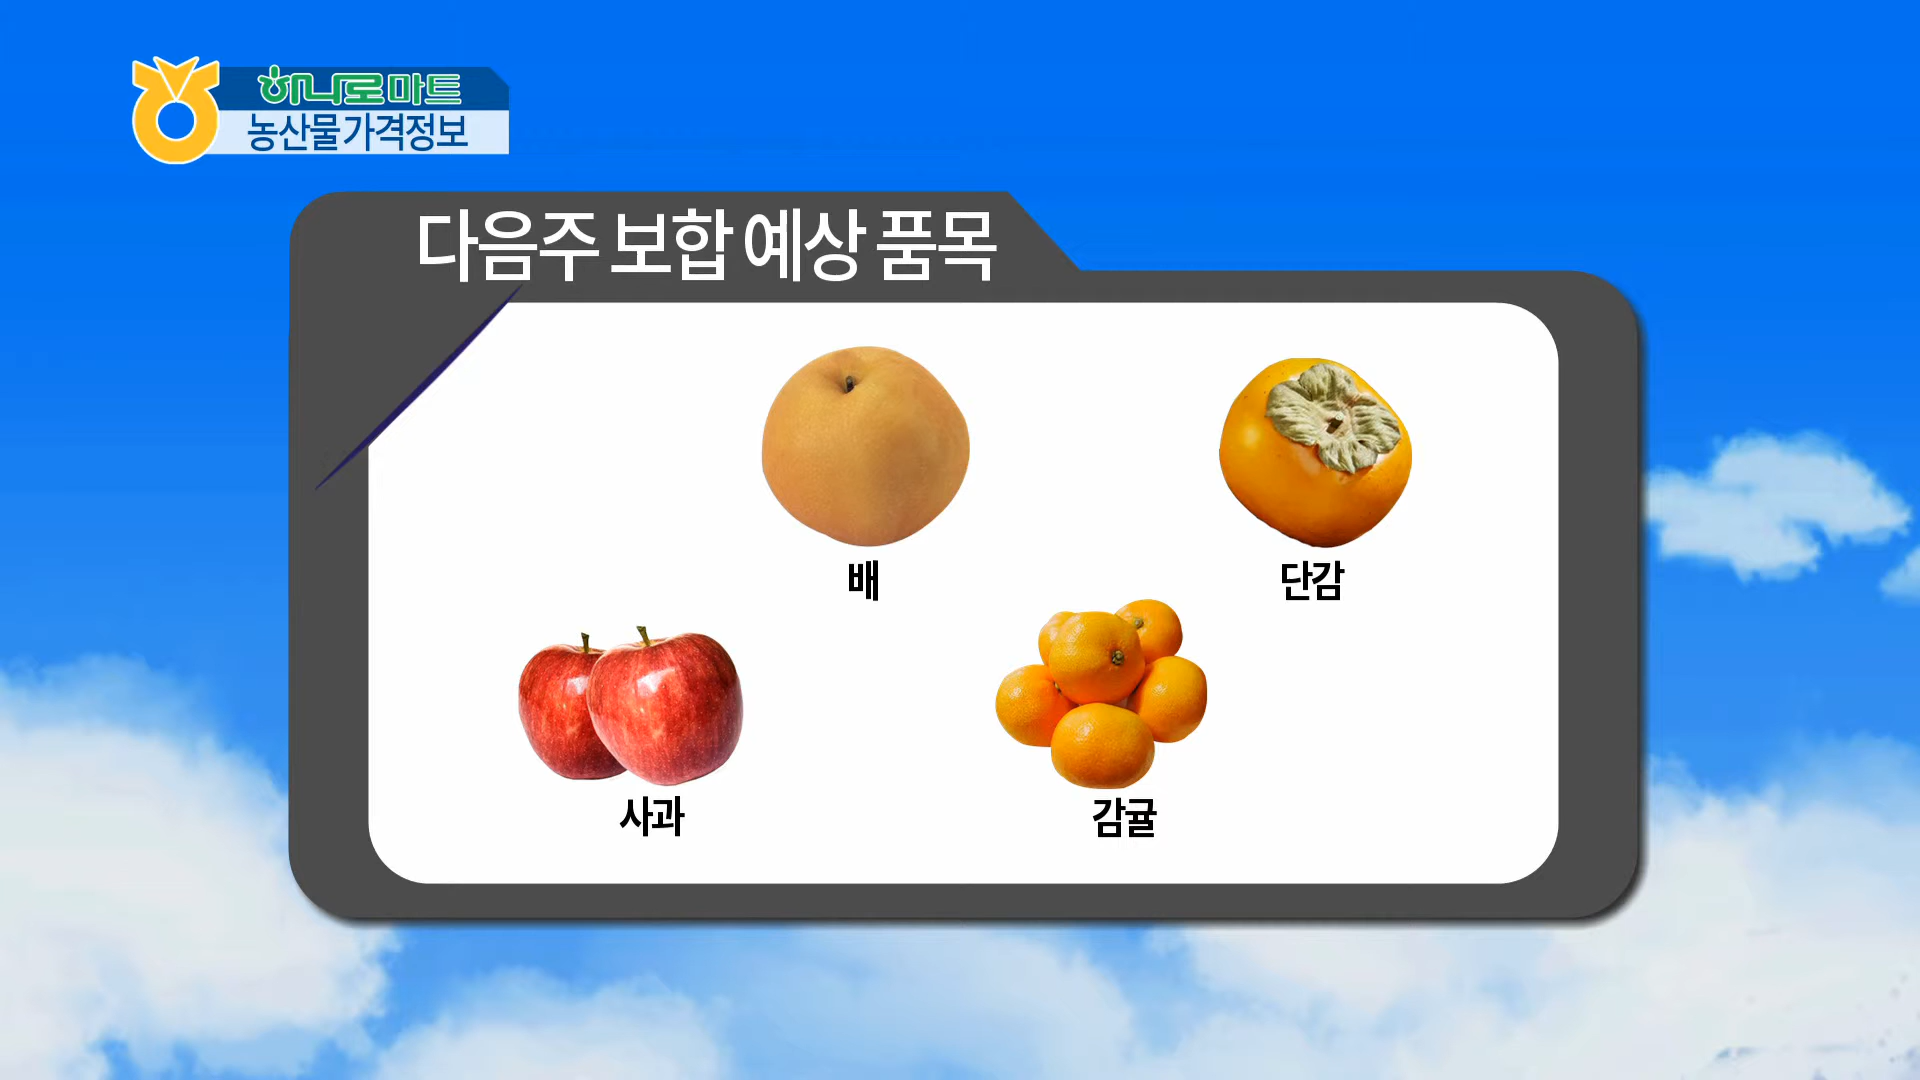 하나로마트
농산물가격정보
다음주 보합 예상 품목
배
단감
사과
감귤